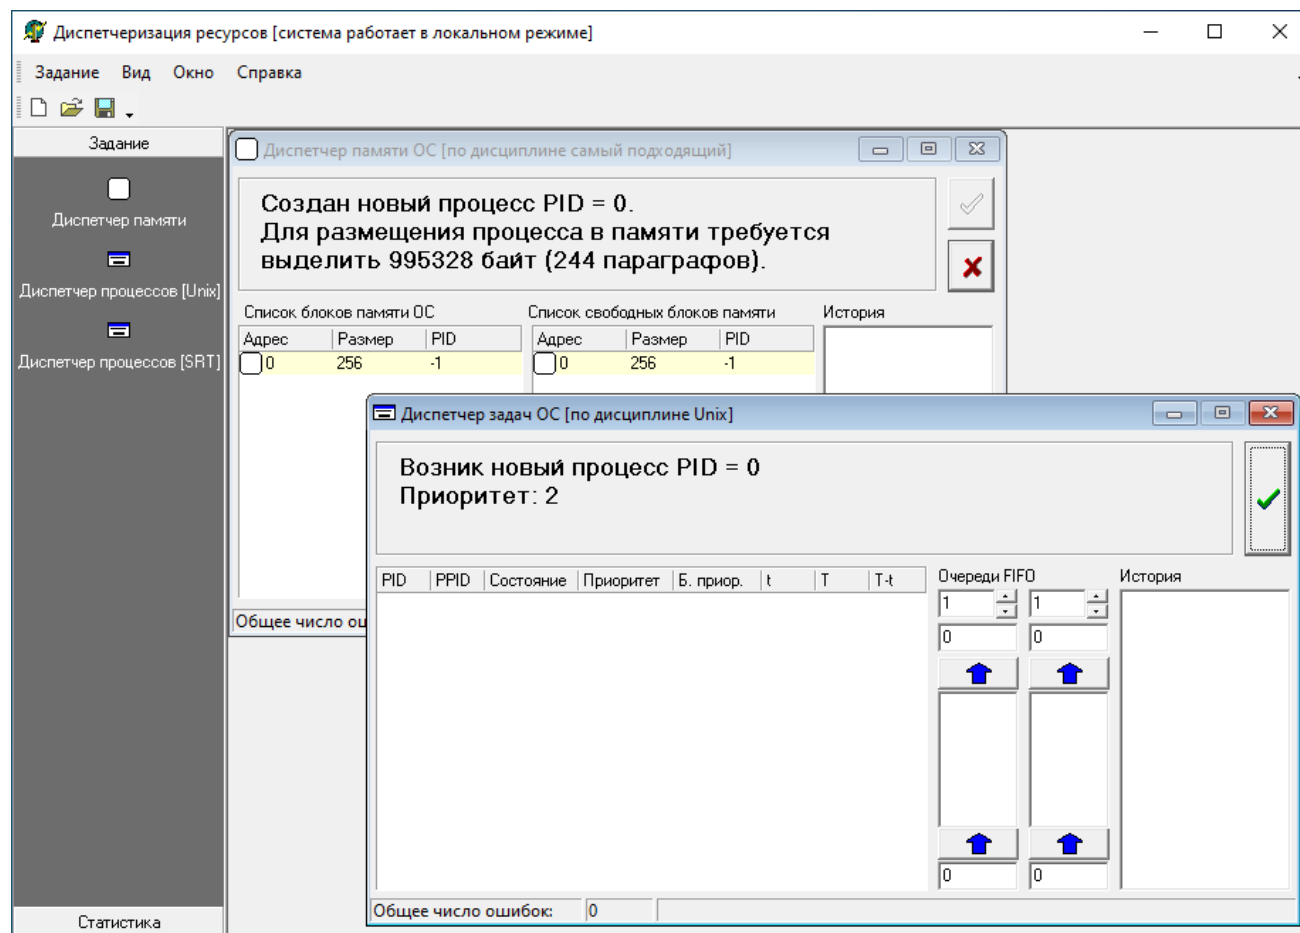 Диспетчеризация ресурсов [система работает в локальном режиме]
Задание Вид Окно Справка
Задание
Диспетчер памяти
Диспетчер процессов [Unix]
Диспетчер процессов [SRT]
Статистика
Диспетчер памяти ОС [по дисциплине самый подходящий]
Создан новый процесс PID = 0.
Для размещения процесса в памяти требуется
выделить 995328 байт (244 параграфов).
Список блоков памяти ОС Список свободных блоков памяти История
Адрес Размер PID Адрес Размер PID
0 256 -1 0 256 -1
Общее число ош
Диспетчер задач ОС [по дисциплине Unix]
Возник новый процесс PID = 0
Приоритет: 2
PID PPID Состояние Приоритет Б. приор. t T T-t Очереди FIFO История
1 1
0 0
0 0
Общее число ошибок: 0